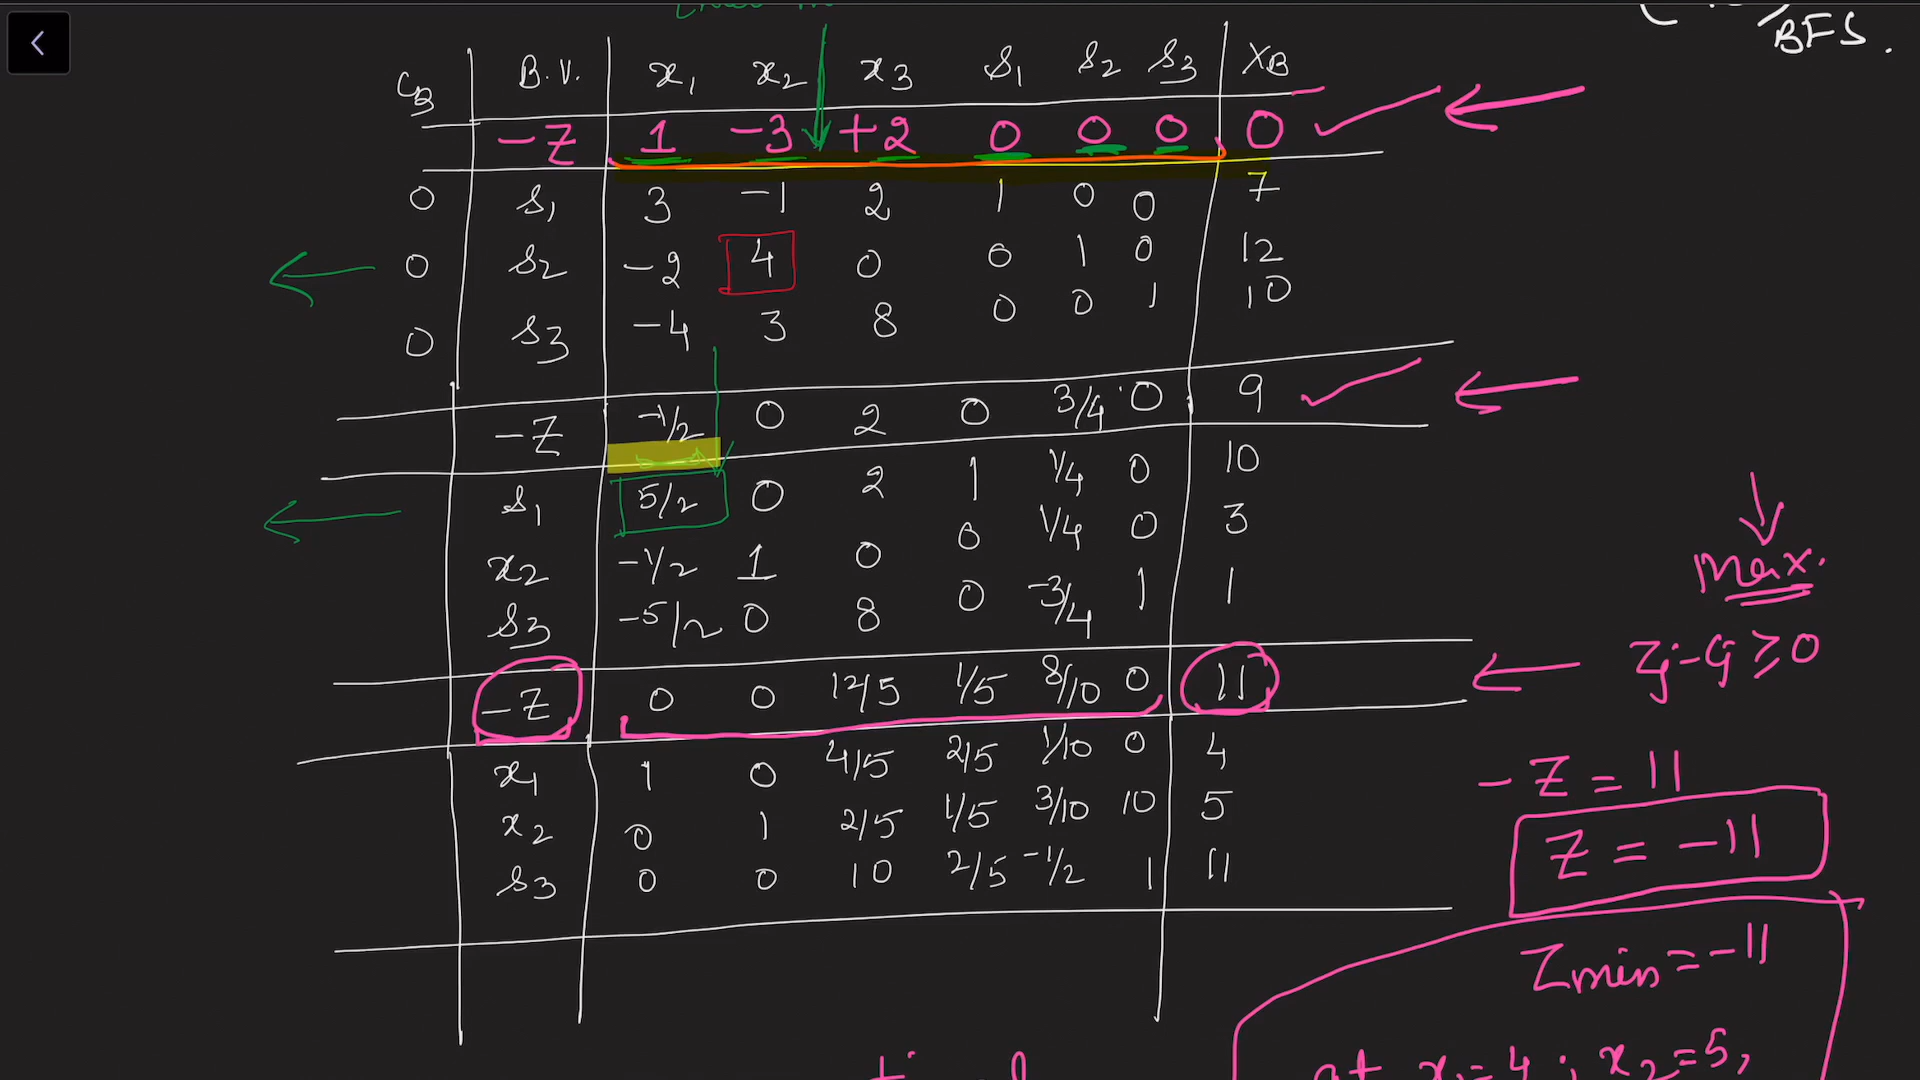 BFS.
C_B B.V. x₁ x₂ x₃ s₁ s₂ s₃ X_B
-Z 1 -3 +2 0 0 0 0
0 s₁ 3 -1 2 1 0 0 7
0 s₂ -2 4 0 0 1 0 12
0 s₃ -4 3 8 0 0 1 10
-Z -1/2 0 2 0 3/4 0 9
s₁ 5/2 0 2 1 1/4 0 10
x₂ -1/2 1 0 0 1/4 0 3
s₃ -5/2 0 8 0 -3/4 1 1
-Z 0 0 12/5 1/5 8/10 0 11
x₁ 1 0 4/5 2/5 1/10 0 4
x₂ 0 1 2/5 1/5 3/10 10 5
s₃ 0 0 10 2/5 -1/2 1 11
Max.
Zj-Cj ≥ 0
-Z = 11
Z = -11
Zmin = -11
at x₁=4; x₂=5,